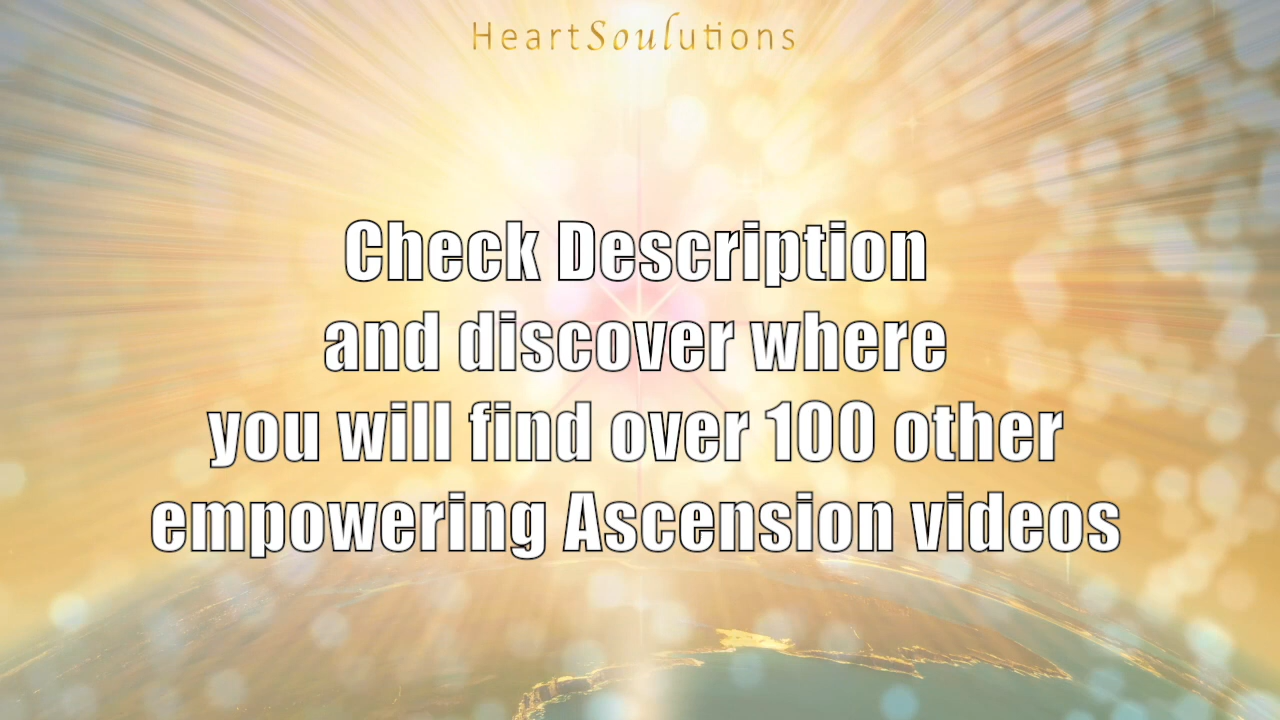 HeartSoulutions
Check Description
and discover where
you will find over 100 other
empowering Ascension videos